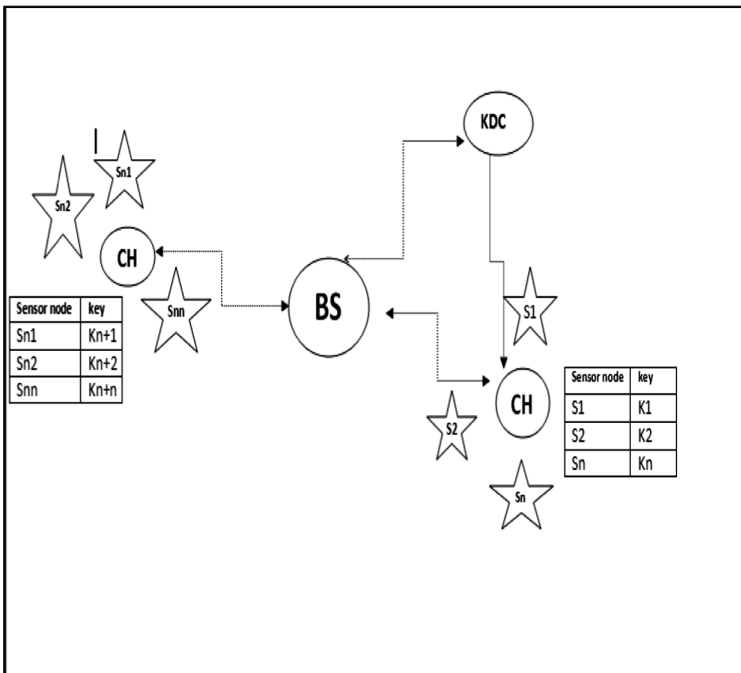 KDC
Sn1
Sn2
CH
Snn
BS
S1
Sensor node key
Sn1 Kn+1
Sn2 Kn+2
Snn Kn+n
CH
S2
Sn
Sensor node key
S1 K1
S2 K2
Sn Kn